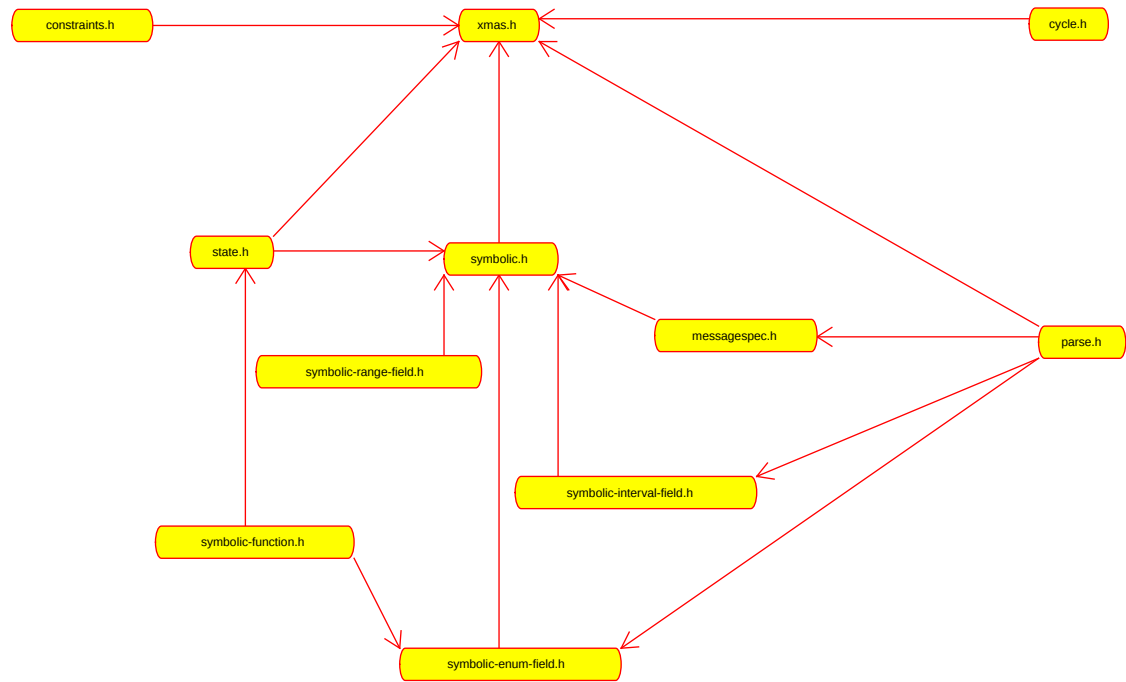 constraints.h
xmas.h
cycle.h
state.h
symbolic.h
messagespec.h
parse.h
symbolic-range-field.h
symbolic-interval-field.h
symbolic-function.h
symbolic-enum-field.h